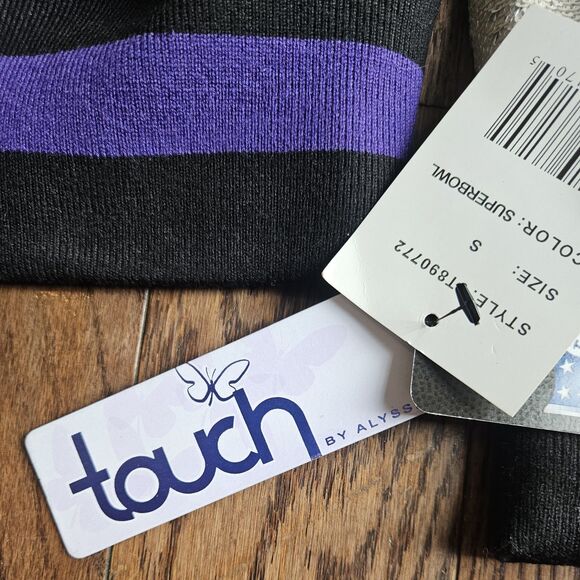 touch
BY ALYSS
STYLE: T890772
SIZE: S
COLOR: SUPERBOWL